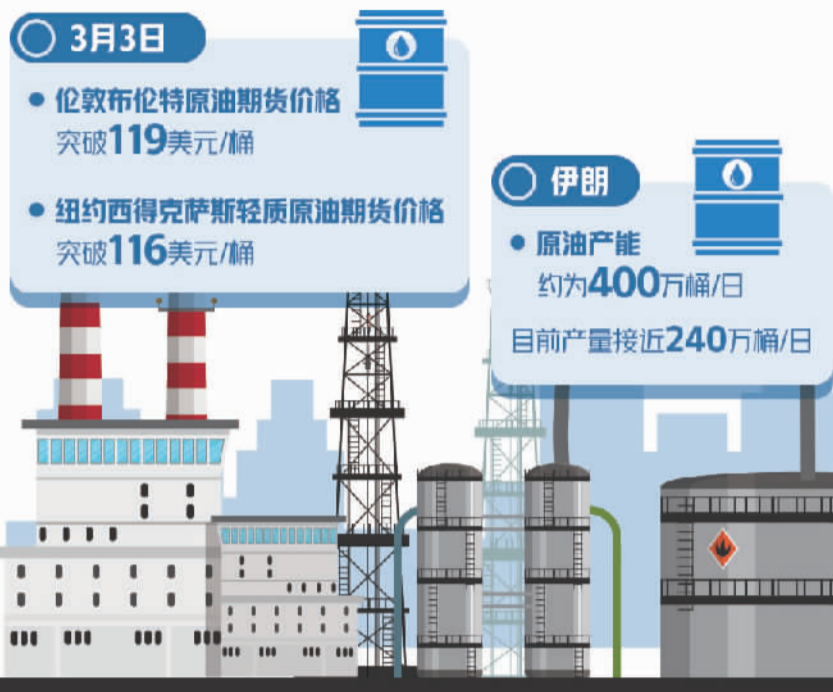 3月3日
伦敦布伦特原油期货价格
突破119美元/桶
纽约西得克萨斯轻质原油期货价格
突破116美元/桶
伊朗
原油产能
约为400万桶/日
目前产量接近240万桶/日